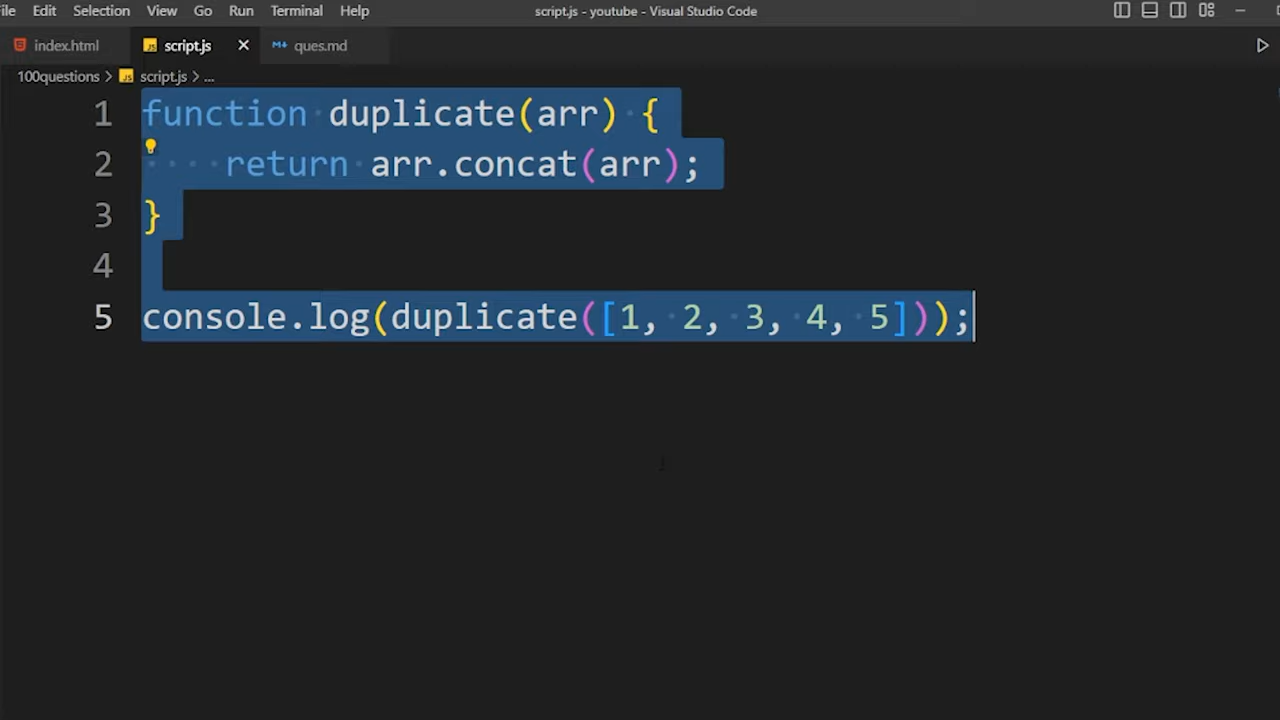 ile Edit Selection View Go Run Terminal Help script.js - youtube - Visual Studio Code
index.html script.js ques.md
100questions > script.js > ...
1 function duplicate(arr) {
2 return arr.concat(arr);
3 }
4
5 console.log(duplicate([1, 2, 3, 4, 5]));